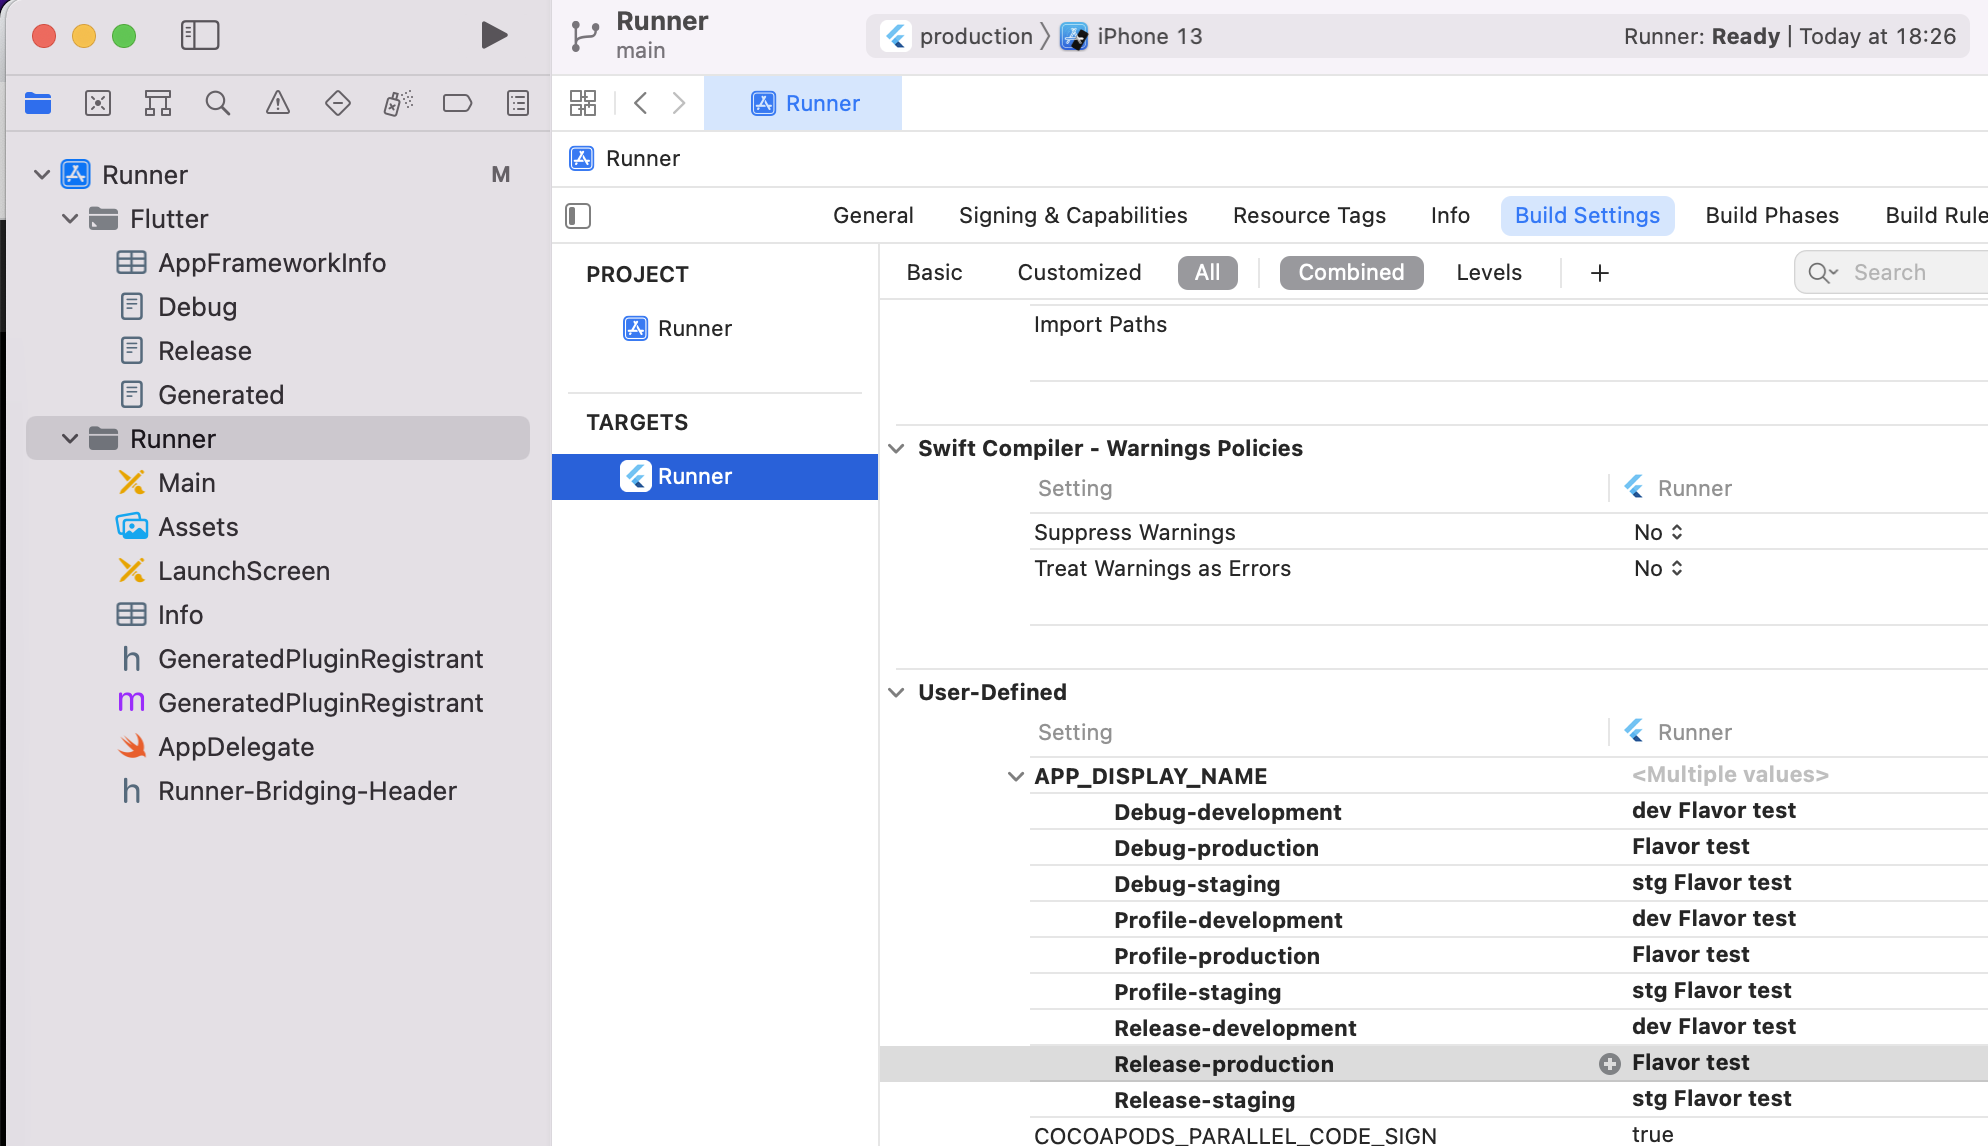 Runner
main
production
iPhone 13
Runner: Ready | Today at 18:26
Runner
Runner M
Flutter
AppFrameworkInfo
Debug
Release
Generated
Runner
Main
Assets
LaunchScreen
Info
h GeneratedPluginRegistrant
m GeneratedPluginRegistrant
AppDelegate
h Runner-Bridging-Header
Runner
General Signing & Capabilities Resource Tags Info Build Settings Build Phases Build Rule
PROJECT
Runner
TARGETS
Runner
Basic Customized All Combined Levels + Search
Import Paths
Swift Compiler - Warnings Policies
Setting Runner
Suppress Warnings No
Treat Warnings as Errors No
User-Defined
Setting Runner
APP_DISPLAY_NAME <Multiple values>
Debug-development dev Flavor test
Debug-production Flavor test
Debug-staging stg Flavor test
Profile-development dev Flavor test
Profile-production Flavor test
Profile-staging stg Flavor test
Release-development dev Flavor test
Release-production Flavor test
Release-staging stg Flavor test
COCOAPODS_PARALLEL_CODE_SIGN true